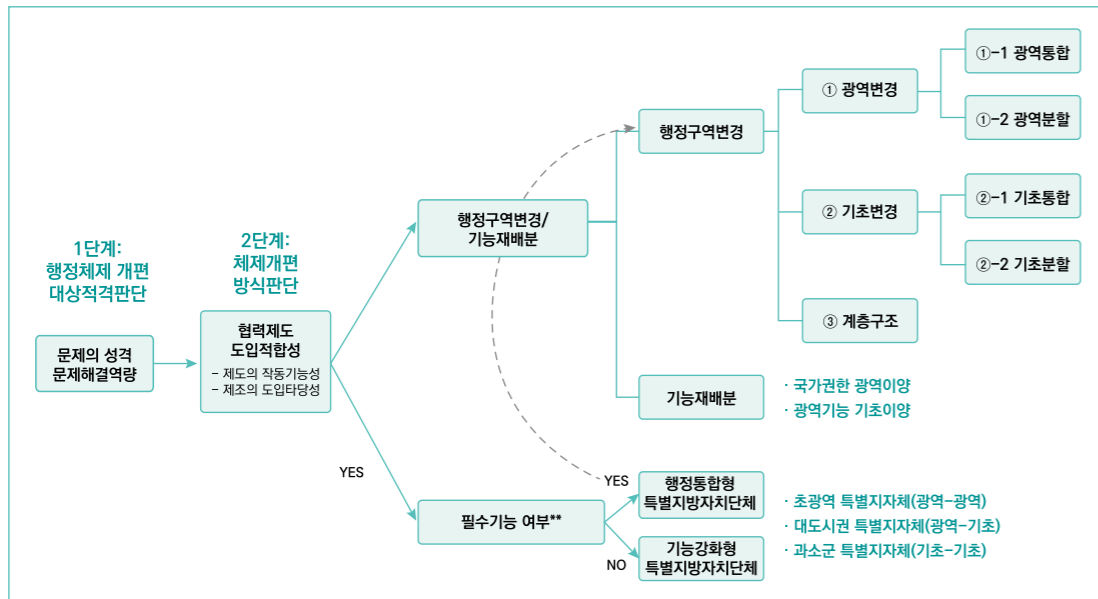 1단계:
행정체제 개편
대상적격판단
문제의 성격
문제해결역량
2단계:
체제개편
방식판단
협력제도
도입적합성
- 제도의 작동기능성
- 제조의 도입타당성
YES
행정구역변경/
기능재배분
필수기능 여부**
행정구역변경
① 광역변경
①-1 광역통합
①-2 광역분할
② 기초변경
②-1 기초통합
②-2 기초분할
③ 계층구조
기능재배분
· 국가권한 광역이양
· 광역기능 기초이양
YES
행정통합형
특별지방자치단체
NO
기능강화형
특별지방자치단체
· 초광역 특별지자체(광역-광역)
· 대도시권 특별지자체(광역-기초)
· 과소군 특별지자체(기초-기초)